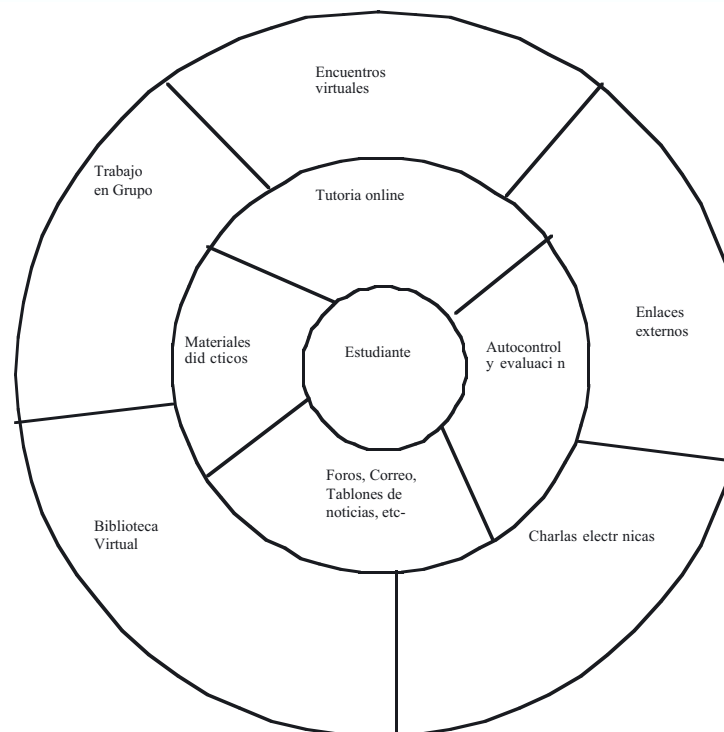 Encuentros
virtuales
Trabajo
en Grupo
Tutoria online
Enlaces
externos
Materiales
did cticos
Estudiante
Autocontrol
y evaluaci n
Foros, Correo,
Tablones de
noticias, etc-
Biblioteca
Virtual
Charlas electr nicas